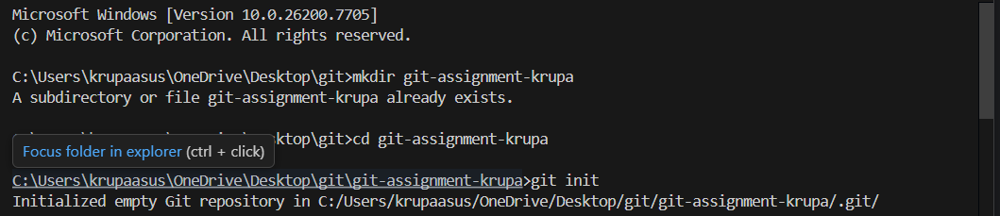 Microsoft Windows [Version 10.0.26200.7705]
(c) Microsoft Corporation. All rights reserved.
C:\Users\krupaasus\OneDrive\Desktop\git>mkdir git-assignment-krupa
A subdirectory or file git-assignment-krupa already exists.
ktop\git>cd git-assignment-krupa
Focus folder in explorer (ctrl + click)
C:\Users\krupaasus\OneDrive\Desktop\git\git-assignment-krupa>git init
Initialized empty Git repository in C:/Users/krupaasus/OneDrive/Desktop/git/git-assignment-krupa/.git/